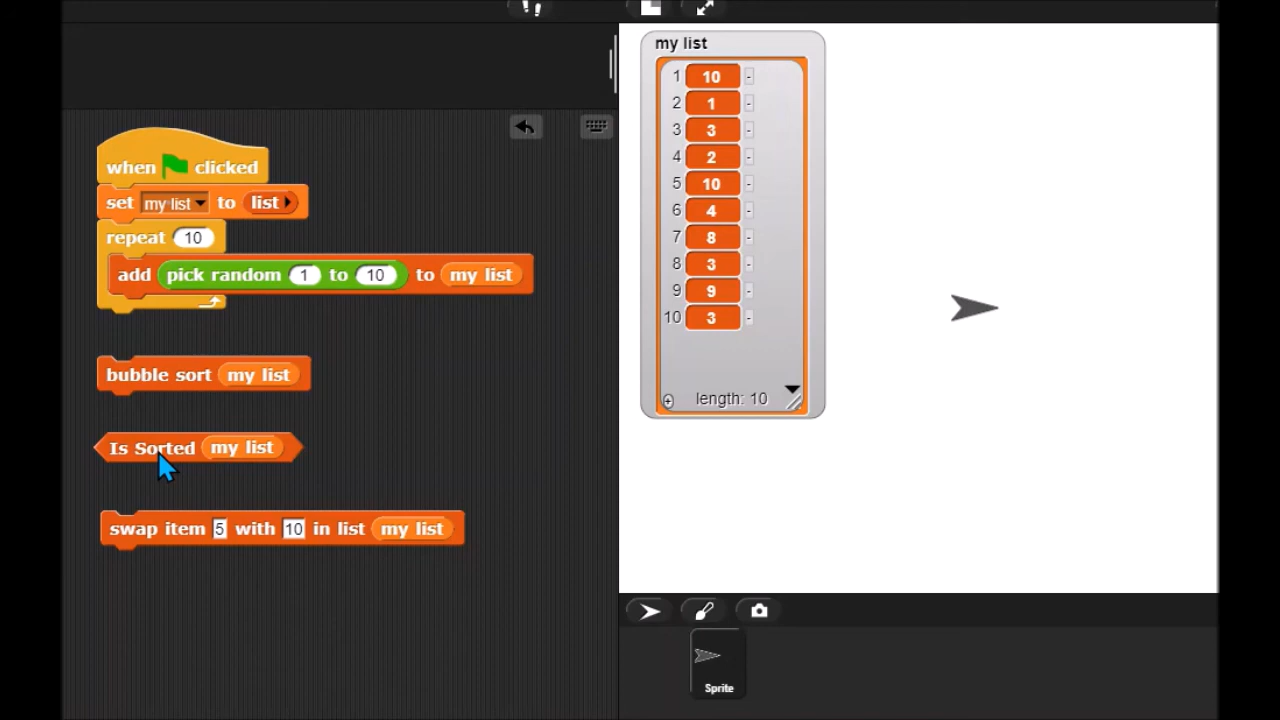 when clicked
set my list to list
repeat 10
add pick random 1 to 10 to my list
bubble sort my list
Is Sorted my list
swap item 5 with 10 in list my list
my list
1 10 -
2 1 -
3 3 -
4 2 -
5 10 -
6 4 -
7 8 -
8 3 -
9 9 -
10 3 -
+ length: 10
Sprite